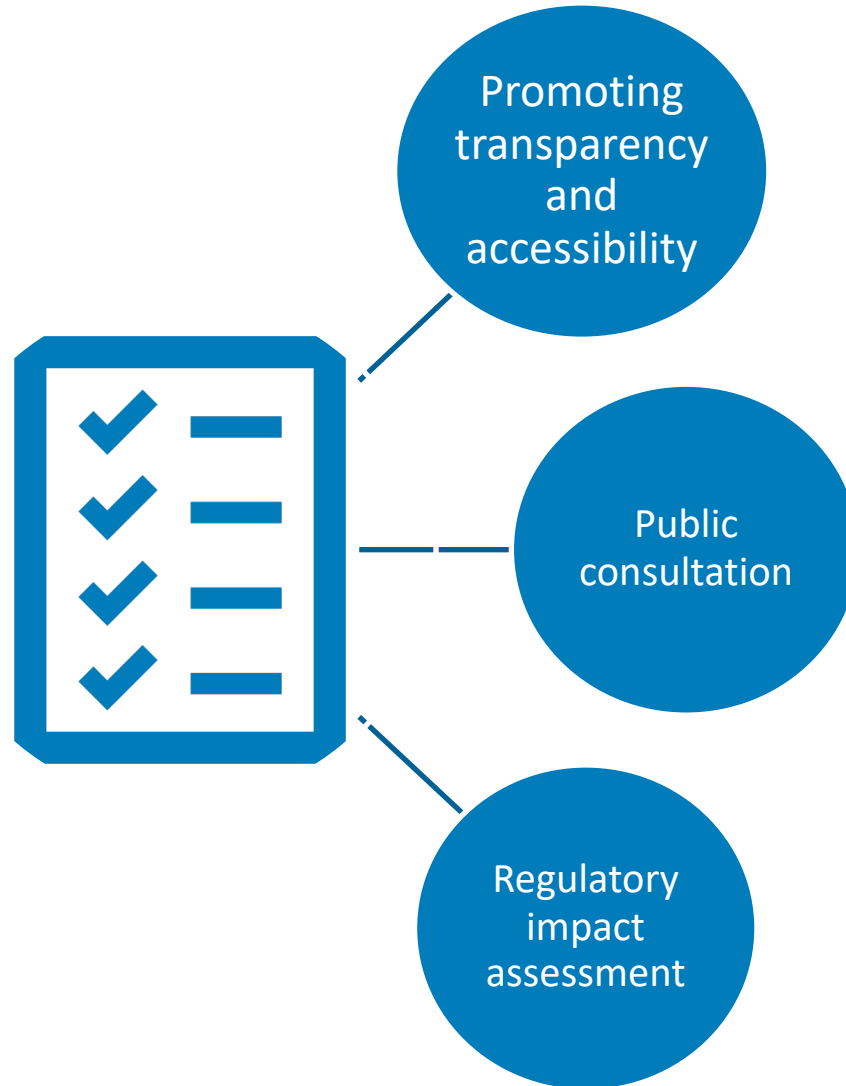 Promoting
transparency
and
accessibility
Public
consultation
Regulatory
impact
assessment